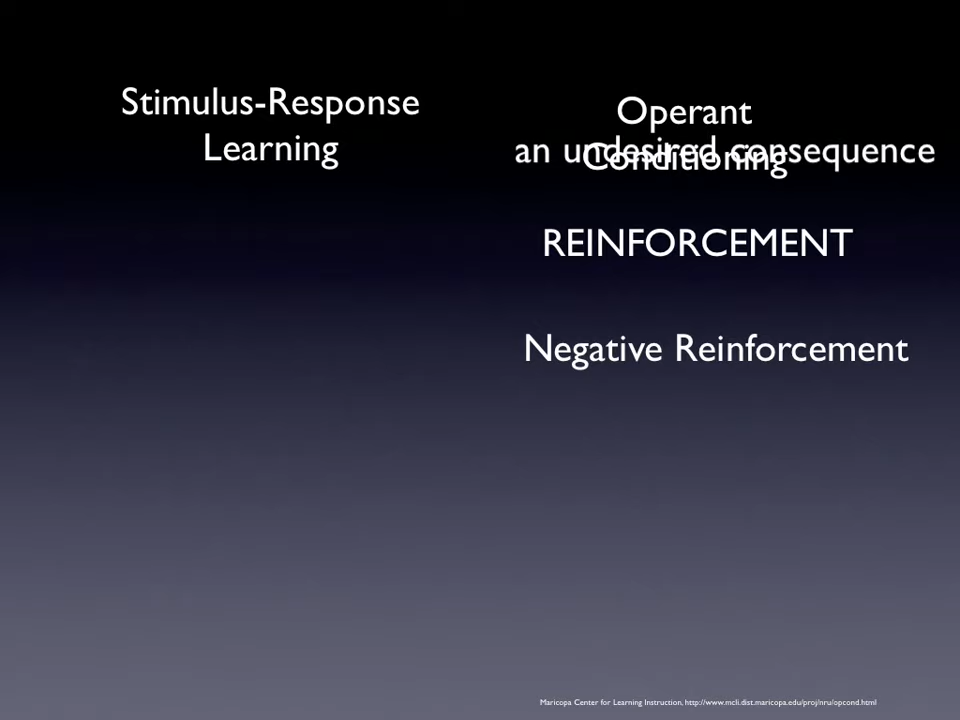 Stimulus-Response
Learning
Operant
Conditioning
an undesired consequence
REINFORCEMENT
Negative Reinforcement
Maricopa Center for Learning Instruction, http://www.mcli.dist.maricopa.edu/proj/nru/opcond.html